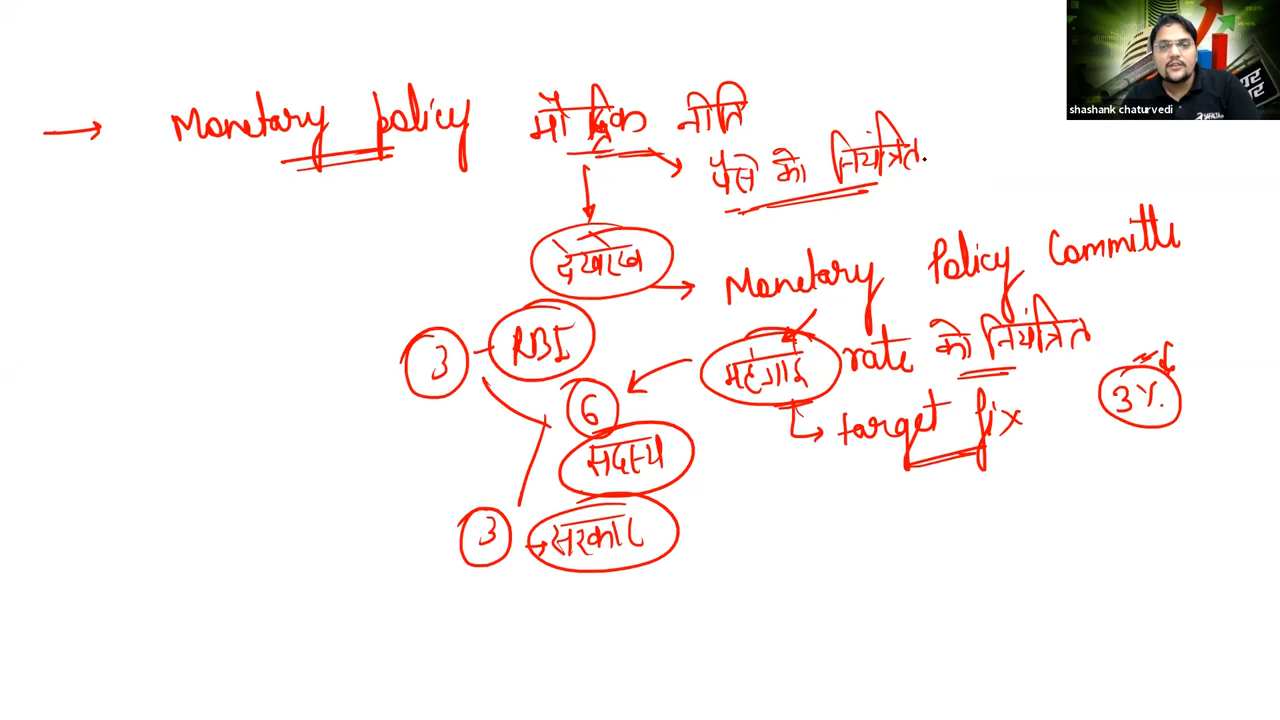 shashank chaturvedi
→ Monetary policy मौद्रिक नीति
पैसे को नियंत्रित
देखरेख → Monetary Policy Committee
3 - RBI
महंगाई rate को नियंत्रित
6 सदस्य
target fix
3%
3 → सरकार